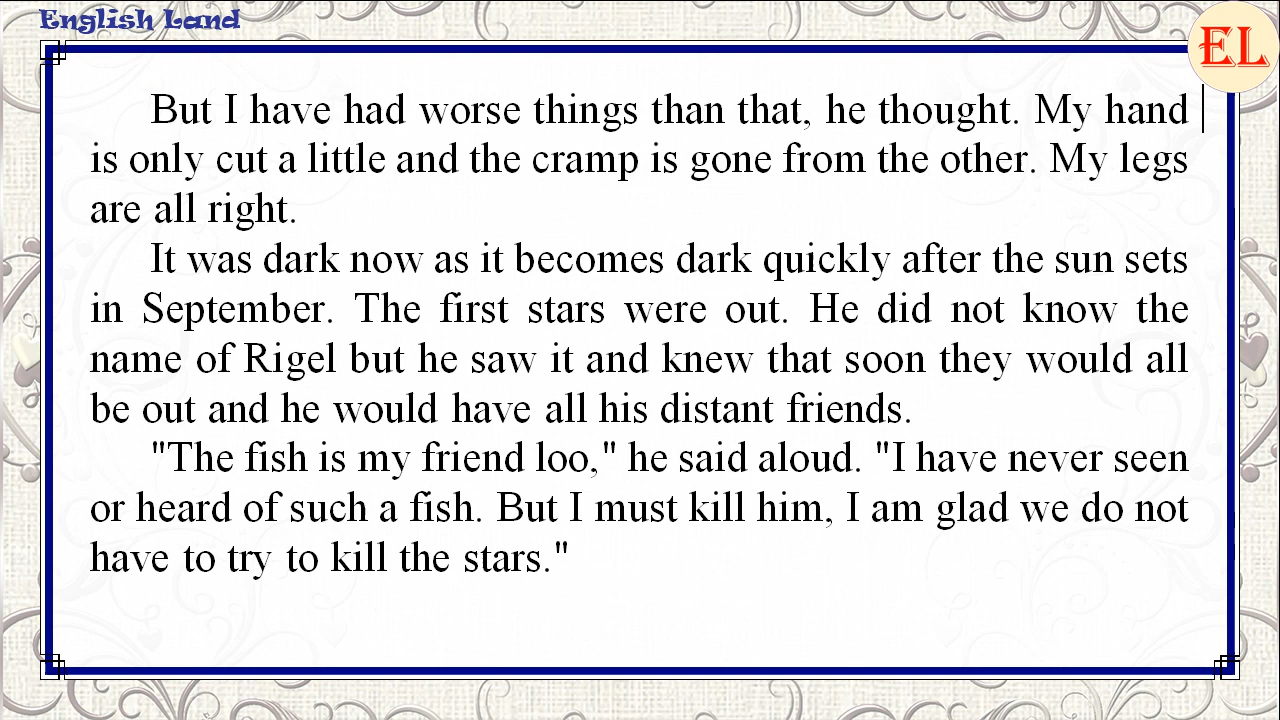 English Land
EL
But I have had worse things than that, he thought. My hand
is only cut a little and the cramp is gone from the other. My legs
are all right.
It was dark now as it becomes dark quickly after the sun sets
in September. The first stars were out. He did not know the
name of Rigel but he saw it and knew that soon they would all
be out and he would have all his distant friends.
"The fish is my friend loo," he said aloud. "I have never seen
or heard of such a fish. But I must kill him, I am glad we do not
have to try to kill the stars."